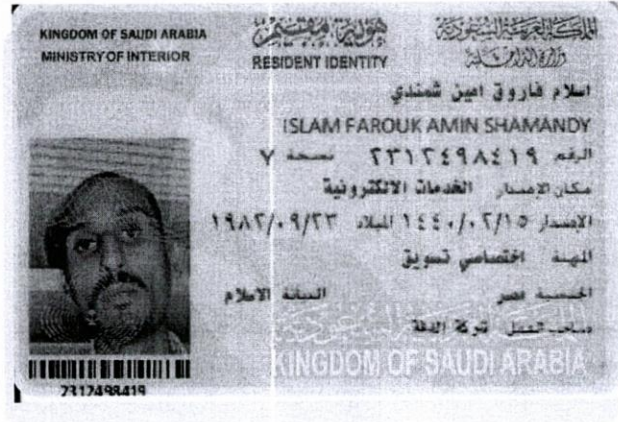 KINGDOM OF SAUDI ARABIA
MINISTRY OF INTERIOR
هوية مقيم
RESIDENT IDENTITY
المملكة العربية السعودية
وزارة الداخلية
اسلام فاروق امين شمندي
ISLAM FAROUK AMIN SHAMANDY
الرقم ٢٣١٢٤٩٨٤١٩ نسخة ٧
مكان الإصدار الخدمات الالكترونية
الإصدار ١٤٤٠/٠٢/١٥ الميلاد ١٩٨٢/٠٩/٢٣
المهنة اختصاصي تسويق
الجنسية مصر الديانة الاسلام
صاحب العمل شركة
KINGDOM OF SAUDI ARABIA
2312498419